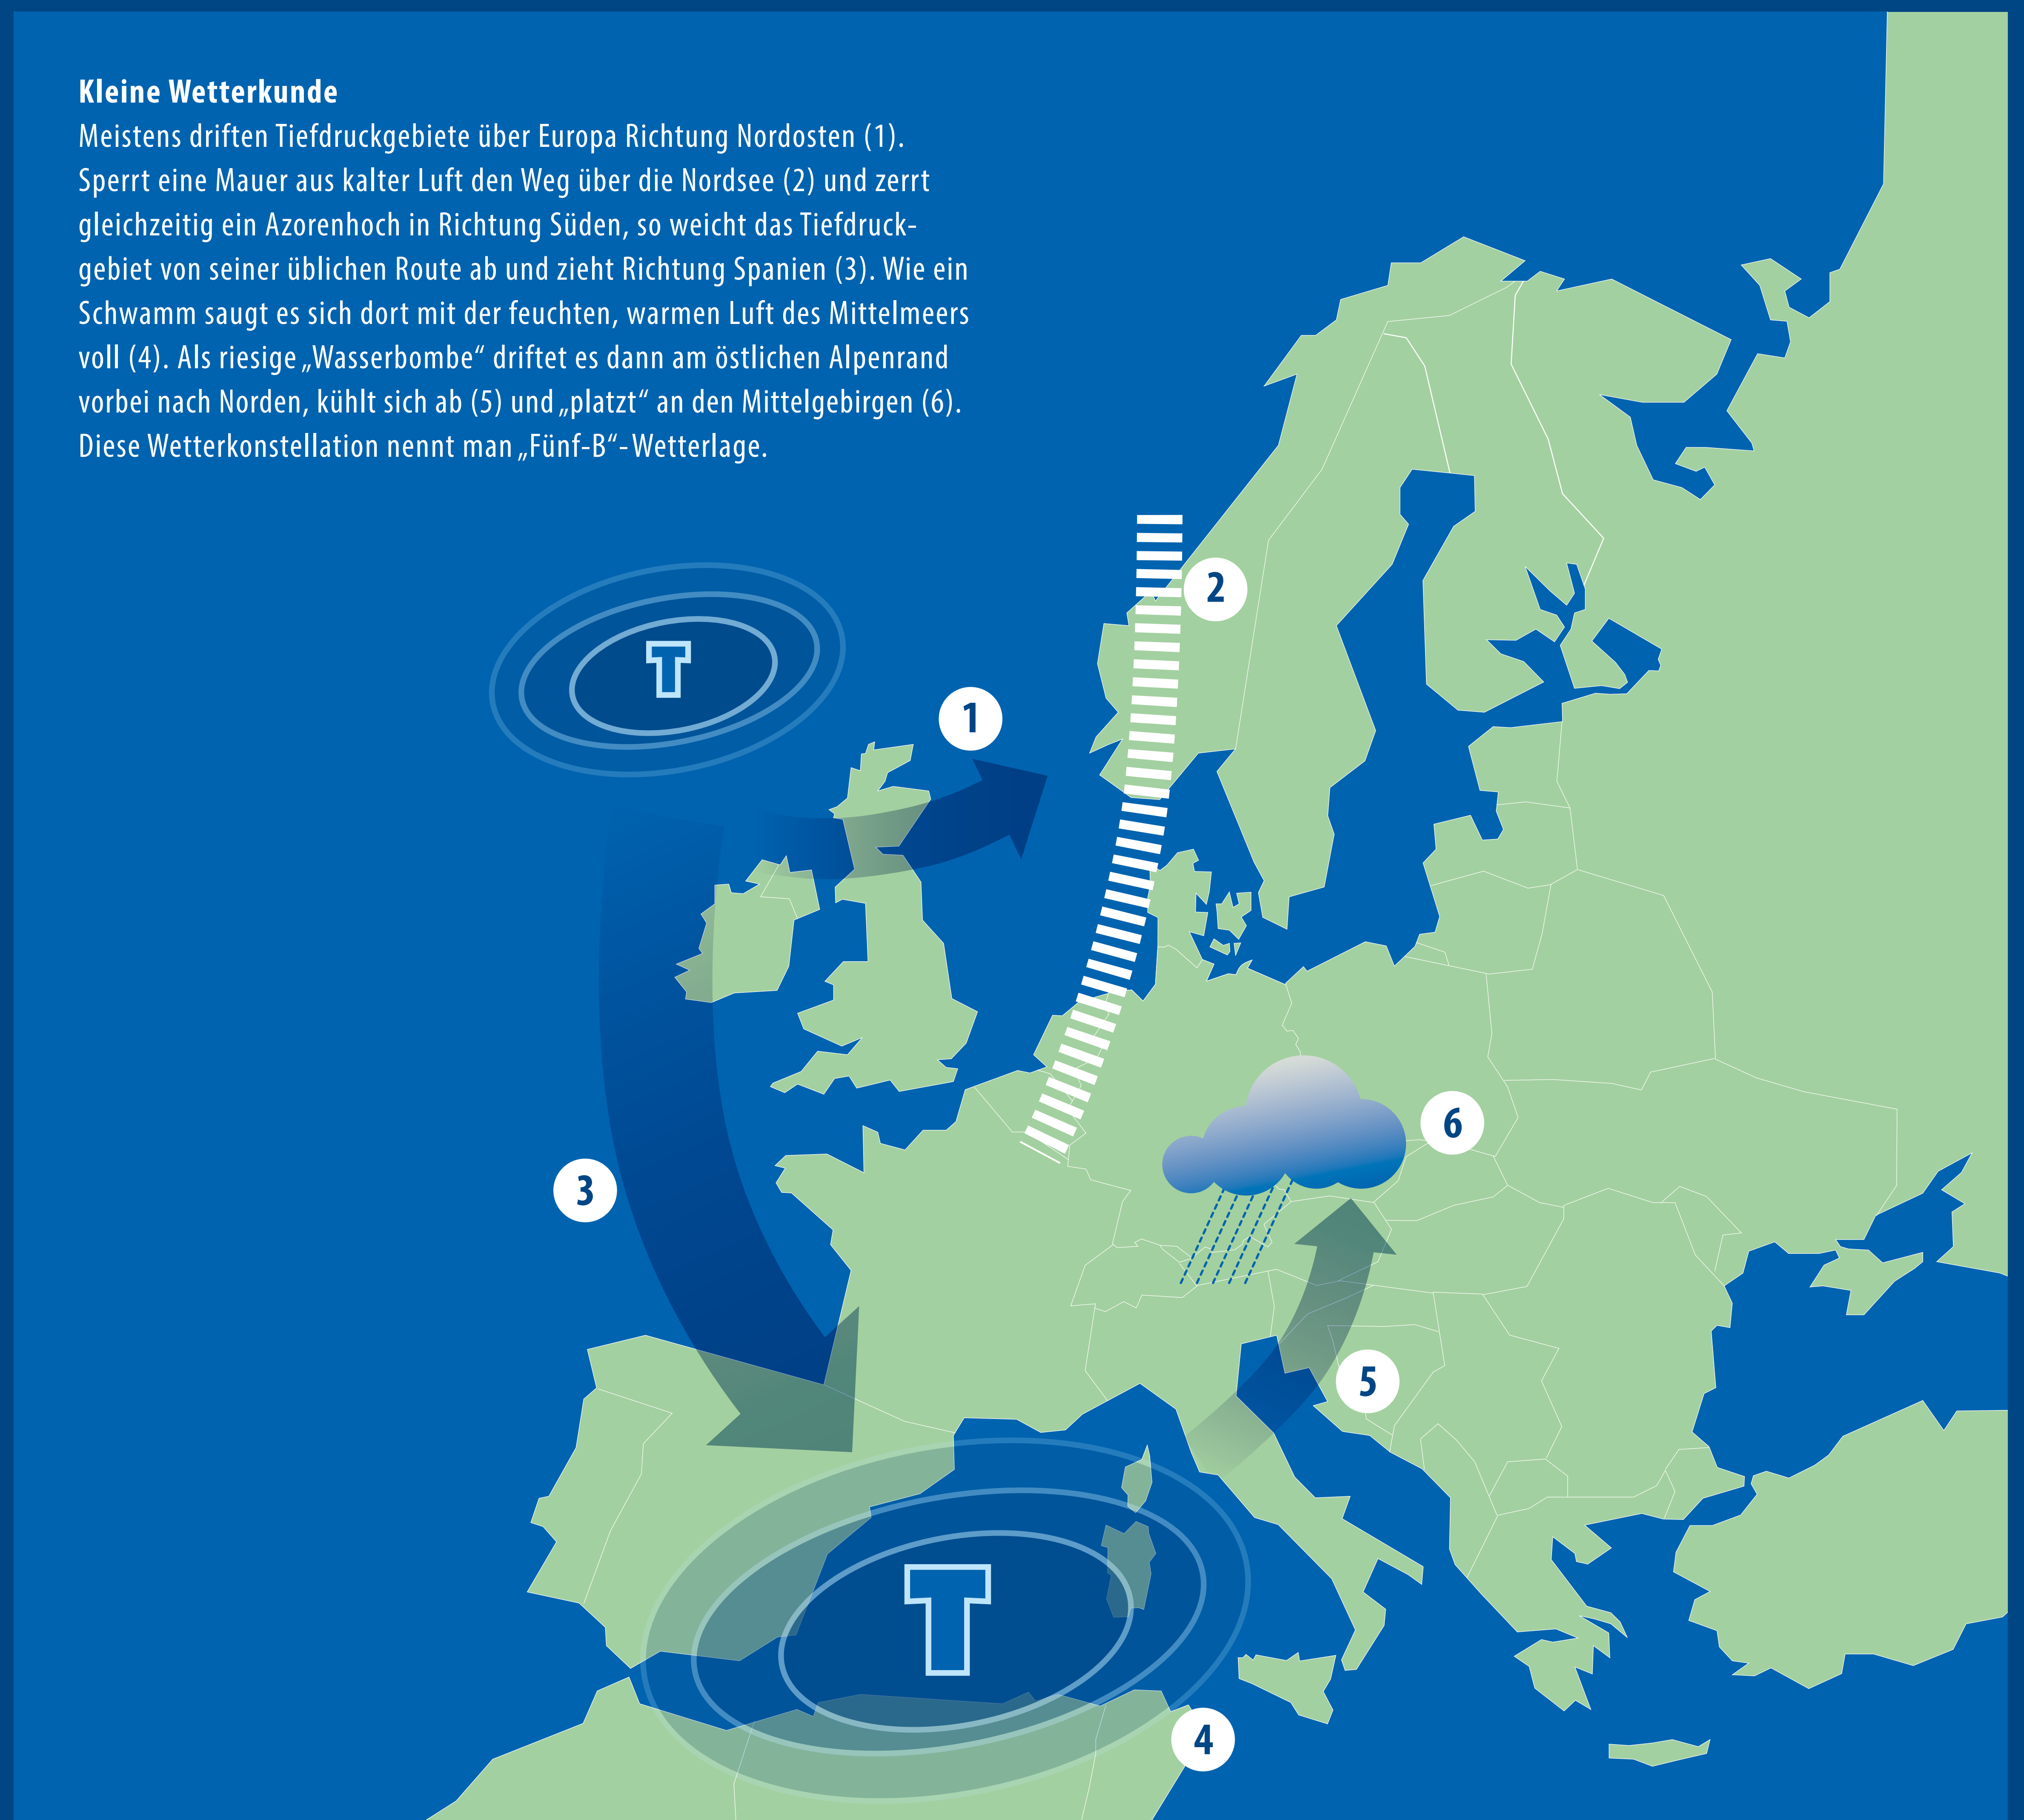 Kleine Wetterkunde
Meistens driften Tiefdruckgebiete über Europa Richtung Nordosten (1).
Sperrt eine Mauer aus kalter Luft den Weg über die Nordsee (2) und zerrt
gleichzeitig ein Azorenhoch in Richtung Süden, so weicht das Tiefdruck-
gebiet von seiner üblichen Route ab und zieht Richtung Spanien (3). Wie ein
Schwamm saugt es sich dort mit der feuchten, warmen Luft des Mittelmeers
voll (4). Als riesige „Wasserbombe“ driftet es dann am östlichen Alpenrand
vorbei nach Norden, kühlt sich ab (5) und „platzt“ an den Mittelgebirgen (6).
Diese Wetterkonstellation nennt man „Fünf-B“-Wetterlage.
2
T
1
6
3
5
T
4